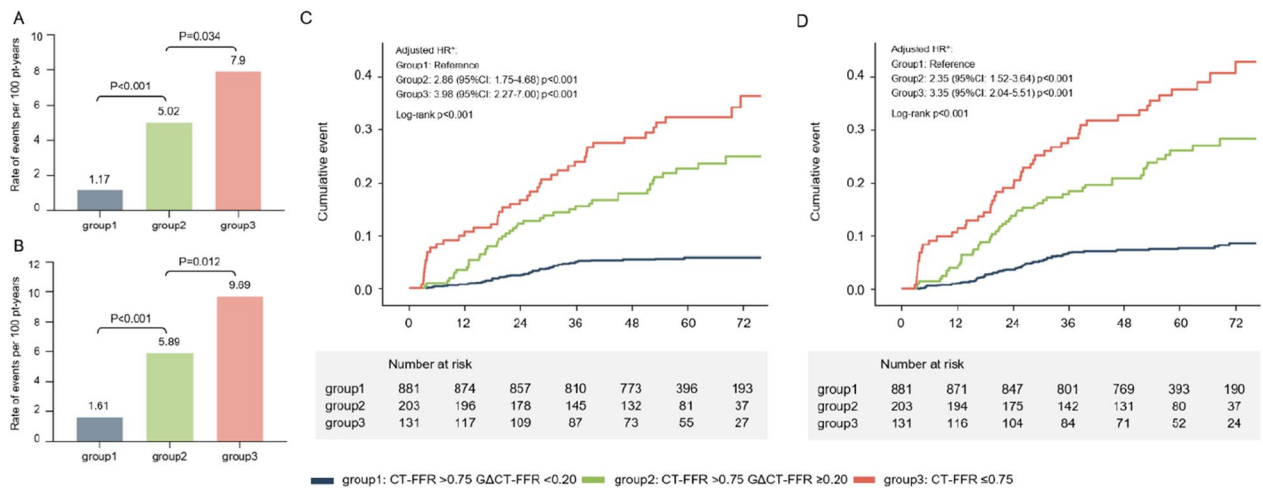 A
Rate of events per 100 pt-years
10
8
6
4
2
0
P<0.001
P=0.034
1.17
5.02
7.9
group1 group2 group3
B
Rate of events per 100 pt-years
12
10
8
6
4
2
0
P<0.001
P=0.012
1.61
5.89
9.69
group1 group2 group3
C
Cumulative event
0.4
0.3
0.2
0.1
0.0
Adjusted HR*:
Group1: Reference
Group2: 2.86 (95%CI: 1.75-4.68) p<0.001
Group3: 3.98 (95%CI: 2.27-7.00) p<0.001
Log-rank p<0.001
0 12 24 36 48 60 72
Number at risk
group1 881 874 857 810 773 396 193
group2 203 196 178 145 132 81 37
group3 131 117 109 87 73 55 27
D
Cumulative event
0.4
0.3
0.2
0.1
0.0
Adjusted HR*:
Group1: Reference
Group2: 2.35 (95%CI: 1.52-3.64) p<0.001
Group3: 3.35 (95%CI: 2.04-5.51) p<0.001
Log-rank p<0.001
0 12 24 36 48 60 72
Number at risk
group1 881 871 847 801 769 393 190
group2 203 194 175 142 131 80 37
group3 131 116 104 84 71 52 24
group1: CT-FFR >0.75 GΔCT-FFR <0.20 group2: CT-FFR >0.75 GΔCT-FFR ≥0.20 group3: CT-FFR ≤0.75